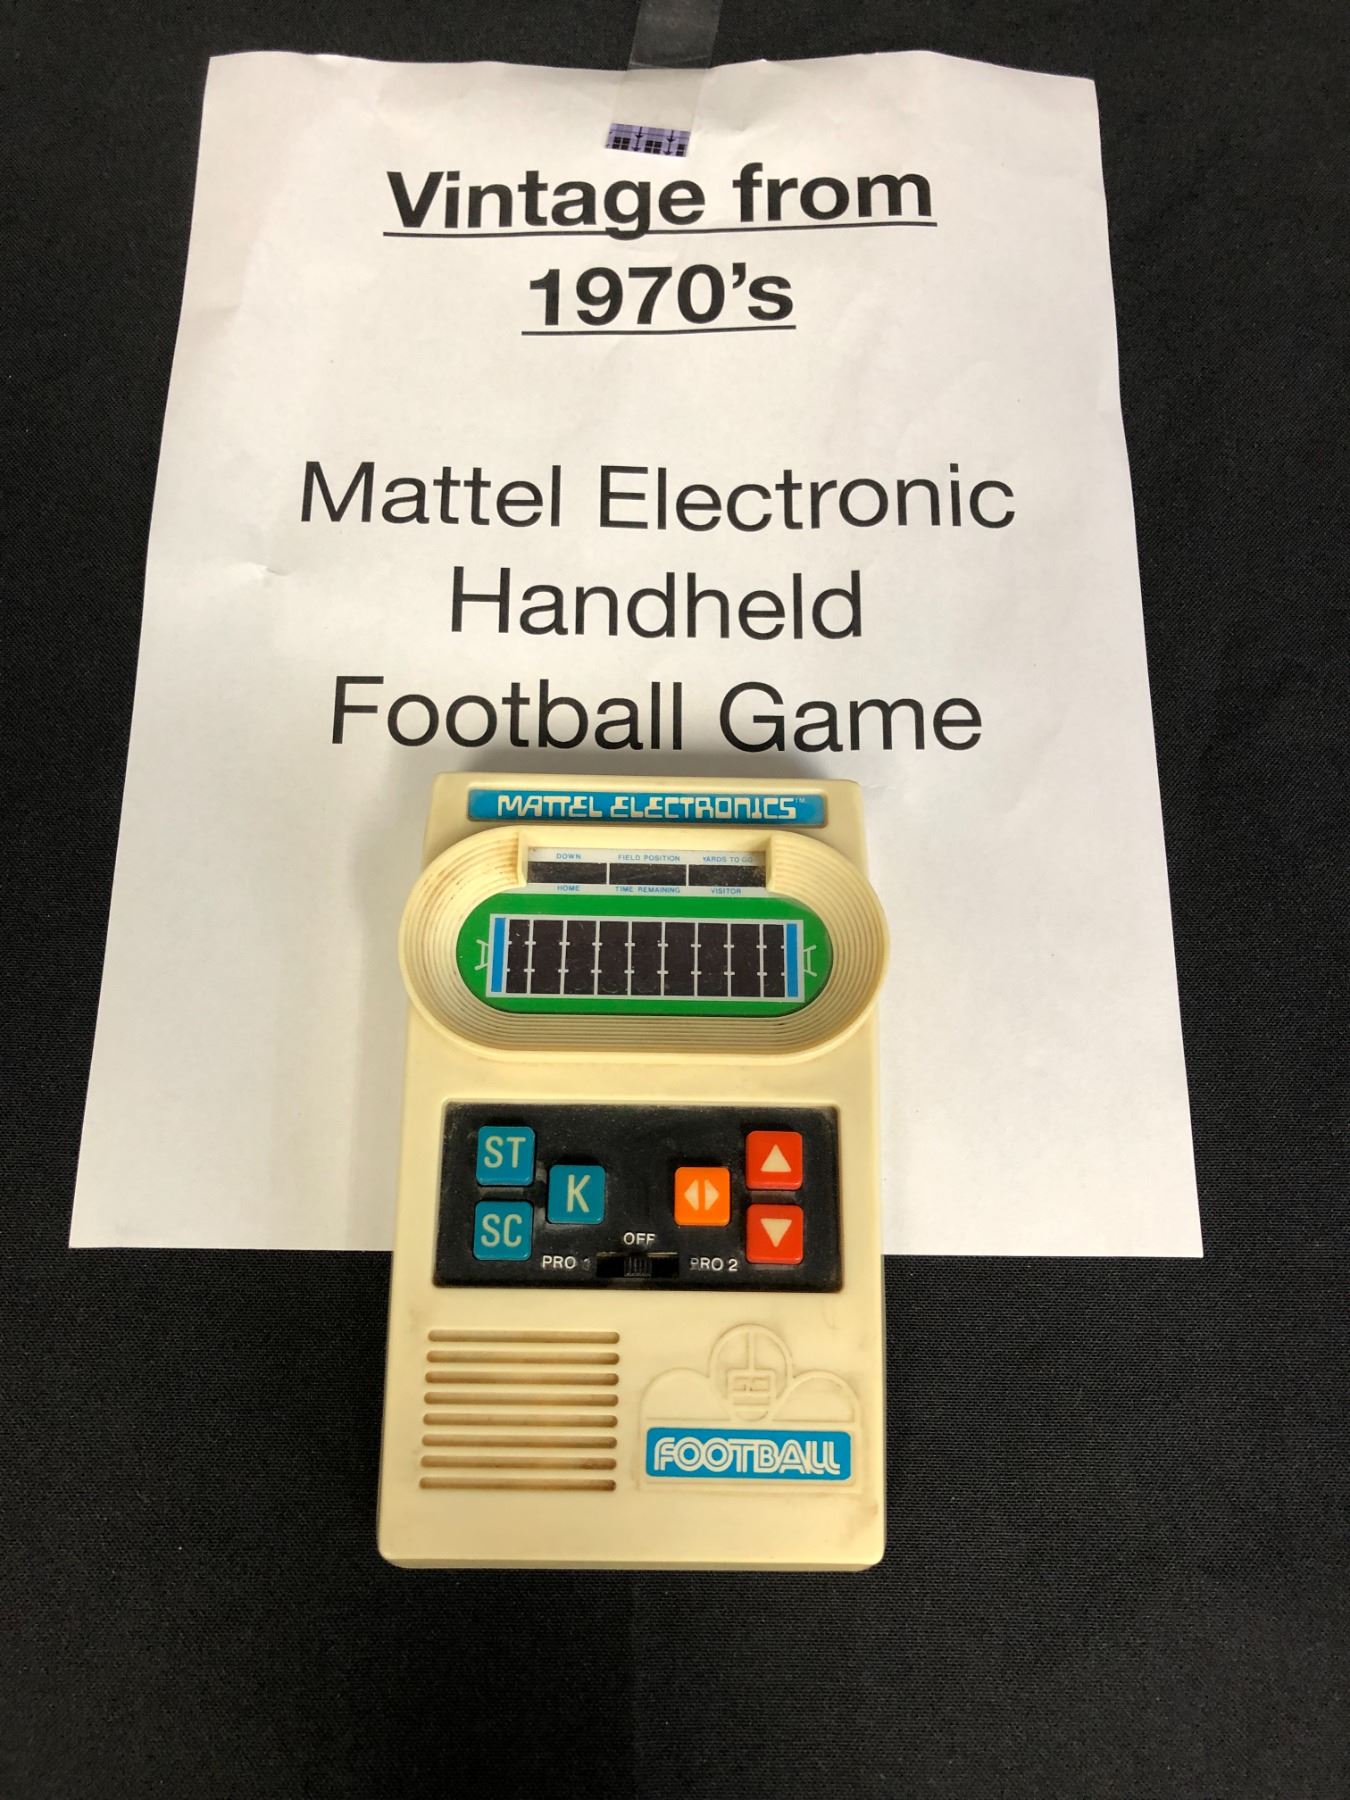 Vintage from
1970's
Mattel Electronic
Handheld
Football Game
MATTEL ELECTRONICS™
DOWN FIELD POSITION YARDS TO GO
HOME TIME REMAINING VISITOR
ST
K
SC
OFF
PRO 1 PRO 2
FOOTBALL